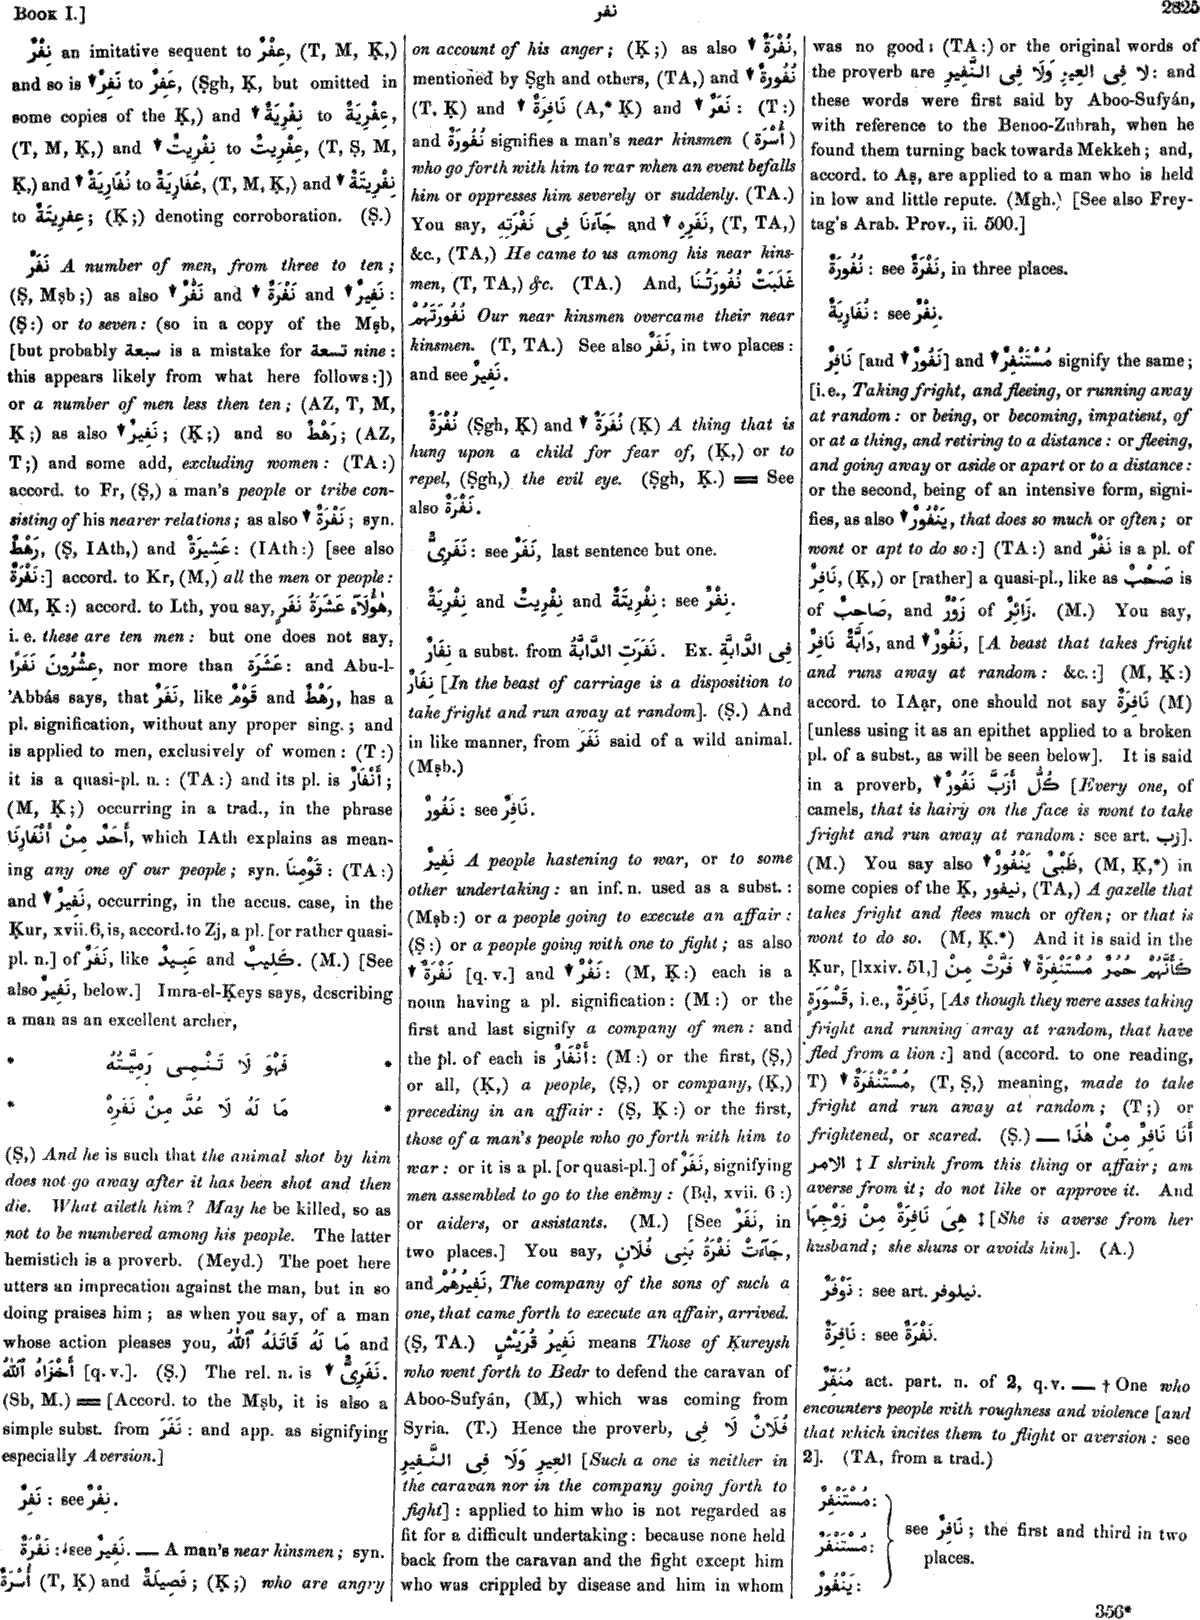 BOOK I.]
نفر
2825
نِفْرٌ an imitative sequent to عِفْرٌ, (T, M, Ḳ,)
and so is ▼ نَفِرٌ to عَفِرٌ, (Ṣgh, Ḳ, but omitted in
some copies of the Ḳ,) and ▼ نِفْرِيَةٌ to عِفْرِيَةٌ,
(T, M, Ḳ,) and ▼ نِفْرِيتٌ to عِفْرِيتٌ, (T, Ṣ, M,
Ḳ,) and ▼ نُفَارِيَةٌ to عُفَارِيَةٌ, (T, M, Ḳ,) and ▼ نِفْرِيتَةٌ
to عِفرِيتَةٌ; (Ḳ;) denoting corroboration. (Ṣ.)
نَفَرٌ A number of men, from three to ten;
(Ṣ, Mṣb;) as also ▼ نَفْرٌ and ▼ نَفْرَةٌ and ▼ نَفِيرٌ:
(Ṣ:) or to seven: (so in a copy of the Mṣb,
[but probably سبعة is a mistake for تسعة nine:
this appears likely from what here follows:])
or a number of men less then ten; (AZ, T, M,
Ḳ;) as also ▼ نَفِيرٌ; (Ḳ;) and so رَهْطٌ; (AZ,
T;) and some add, excluding women: (TA:)
accord. to Fr, (Ṣ,) a man's people or tribe con-
sisting of his nearer relations; as also ▼ نَفْرَةٌ; syn.
رَهْطٌ, (Ṣ, IAth,) and عَشِيرَةٌ: (IAth:) [see also
نَفْرَةٌ:] accord. to Kr, (M,) all the men or people:
(M, Ḳ:) accord. to Lth, you say, هٰؤُلَآءِ عَشَرَةُ نَفَرٍ,
i. e. these are ten men: but one does not say,
عِشْرُونَ نَفَرًا, nor more than عَشَرَة: and Abu-l-
'Abbás says, that نَفَرٌ, like قَوْمٌ and رَهْطٌ, has a
pl. signification, without any proper sing.; and
is applied to men, exclusively of women: (T:)
it is a quasi-pl. n.: (TA:) and its pl. is أَنْفَارٌ;
(M, Ḳ;) occurring in a trad., in the phrase
أَحَدٌ مِنْ أَنْفَارِنَا, which IAth explains as mean-
ing any one of our people; syn. قَوْمِنَا: (TA:)
and ▼ نَفِيرٌ, occurring, in the accus. case, in the
Ḳur, xvii. 6, is, accord. to Zj, a pl. [or rather quasi-
pl. n.] of نَفَرٌ, like عَبِيدٌ and كَلِيبٌ. (M.) [See
also نَفِيرٌ, below.] Imra-el-Ḳeys says, describing
a man as an excellent archer,
* فَهْوَ لَا تَنْمِى رَمِيَّتُهُ *
* مَا لَهُ لَا عُدَّ مِنْ نَفَرِهْ *
(Ṣ,) And he is such that the animal shot by him
does not go away after it has been shot and then
die. What aileth him? May he be killed, so as
not to be numbered among his people. The latter
hemistich is a proverb. (Meyd.) The poet here
utters an imprecation against the man, but in so
doing praises him; as when you say, of a man
whose action pleases you, مَا لَهُ قَاتَلَهُ ٱللّٰهُ and
أَخْزَاهُ ٱللّٰهُ [q. v.]. (Ṣ.) The rel. n. is ▼ نَفَرِىٌّ.
(Sb, M.) ═ [Accord. to the Mṣb, it is also a
simple subst. from نَفَرَ: and app. as signifying
especially Aversion.]
نَفِرٌ: see نِفْرٌ.
نَفْرَةٌ: see نَفِيرٌ. — A man's near kinsmen; syn.
أُسْرَةٌ (T, Ḳ) and فَصِيلَةٌ; (Ḳ;) who are angry
on account of his anger; (Ḳ;) as also ▼ نُفْرَةٌ,
mentioned by Ṣgh and others, (TA,) and ▼ نُفُورَةٌ
(T, Ḳ) and ▼ نَافِرَةٌ (A,* Ḳ) and ▼ نَفَرٌ: (T:)
and نُفُورَةٌ signifies a man's near kinsmen (أُسْرَة)
who go forth with him to war when an event befalls
him or oppresses him severely or suddenly. (TA.)
You say, جَآءَنَا فِى نَفْرَتِهِ and ▼ نَفَرِهِ, (T, TA,)
&c., (TA,) He came to us among his near kins-
men, (T, TA,) &c. (TA.) And, غَلَبَتْ نُفُورَتُنَا
نُفُورَتَهُمْ Our near kinsmen overcame their near
kinsmen. (T, TA.) See also نَفَرٌ, in two places:
and see نَفِيرٌ.
نُفْرَةٌ (Ṣgh, Ḳ) and ▼ نُفَرَةٌ (Ḳ) A thing that is
hung upon a child for fear of, (Ḳ,) or to
repel, (Ṣgh,) the evil eye. (Ṣgh, Ḳ.) ═ See
also نَفْرَةٌ.
نَفَرِىٌّ: see نَفَرٌ, last sentence but one.
نِفْرِيَةٌ and نِفْرِيتٌ and نِفْرِيتَةٌ: see نِفْرٌ.
نِفَارٌ a subst. from نَفَرَتِ الدَّابَّةُ. Ex. فِى الدَّابَّةِ
نِفَارٌ [In the beast of carriage is a disposition to
take fright and run away at random]. (Ṣ.) And
in like manner, from نَفَرَ said of a wild animal.
(Mṣb.)
نَفُورٌ: see نَافِرٌ.
نَفِيرٌ A people hastening to war, or to some
other undertaking: an inf. n. used as a subst.:
(Mṣb:) or a people going to execute an affair:
(Ṣ:) or a people going with one to fight; as also
▼ نَفْرَةٌ [q. v.] and ▼ نَفْرٌ: (M, Ḳ:) each is a
noun having a pl. signification: (M:) or the
first and last signify a company of men: and
the pl. of each is أَنْفَارٌ: (M:) or the first, (Ṣ,)
or all, (Ḳ,) a people, (Ṣ,) or company, (Ḳ,)
preceding in an affair: (Ṣ, Ḳ:) or the first,
those of a man's people who go forth with him to
war: or it is a pl. [or quasi-pl.] of نَفَرٌ, signifying
men assembled to go to the enemy: (Bḍ, xvii. 6:)
or aiders, or assistants. (M.) [See نَفَرٌ, in
two places.] You say, جَآءَتْ نَفْرَةُ بَنِى فُلَانٍ,
and نَفِيرُهُمْ, The company of the sons of such a
one, that came forth to execute an affair, arrived.
(Ṣ, TA.) نَفِيرُ قُرَيْشٍ means Those of Ḳureysh
who went forth to Bedr to defend the caravan of
Aboo-Sufyán, (M,) which was coming from
Syria. (T.) Hence the proverb, فُلَانٌ لَا فِى
العِيرِ وَلَا فِى النَّفِيرِ [Such a one is neither in
the caravan nor in the company going forth to
fight]: applied to him who is not regarded as
fit for a difficult undertaking: because none held
back from the caravan and the fight except him
who was crippled by disease and him in whom
was no good: (TA:) or the original words of
the proverb are لَا فِى العِيرِ وَلَا فِى النَّفِيرِ: and
these words were first said by Aboo-Sufyán,
with reference to the Benoo-Zuhrah, when he
found them turning back towards Mekkeh; and,
accord. to Aṣ, are applied to a man who is held
in low and little repute. (Mgh.) [See also Frey-
tag's Arab. Prov., ii. 500.]
نُفُورَةٌ: see نَفْرَةٌ, in three places.
نُفَارِيَةٌ: see نِفْرٌ.
نَافِرٌ [and ▼ نَفُورٌ] and ▼ مُسْتَنْفِرٌ signify the same;
[i. e., Taking fright, and fleeing, or running away
at random: or being, or becoming, impatient, of
or at a thing, and retiring to a distance: or fleeing,
and going away or aside or apart or to a distance:
or the second, being of an intensive form, signi-
fies, as also ▼ يَنْفُورٌ, that does so much or often; or
wont or apt to do so:] (TA:) and نَفْرٌ is a pl. of
نَافِرٌ, (Ḳ,) or [rather] a quasi-pl., like as صَحْبٌ is
of صَاحِبٌ, and زَوْرٌ of زَائِرٌ. (M.) You say,
دَابَّةٌ نَافِرٌ, and ▼ نَفُورٌ, [A beast that takes fright
and runs away at random: &c.:] (M, Ḳ:)
accord. to IAạr, one should not say نَافِرَةٌ (M)
[unless using it as an epithet applied to a broken
pl. of a subst., as will be seen below]. It is said
in a proverb, كُلُّ أَزَبَّ نَفُورٌ ▼ [Every one, of
camels, that is hairy on the face is wont to take
fright and run away at random: see art. زب].
(M.) You say also ظَبْىٌ يَنْفُورٌ ▼, (M, Ḳ,*) in
some copies of the Ḳ, نيفور, (TA,) A gazelle that
takes fright and flees much or often; or that is
wont to do so. (M, Ḳ.*) And it is said in the
Ḳur, [lxxiv. 51,] كَأَنَّهُمْ حُمُرٌ مُسْتَنْفِرَةٌ ▼ فَرَّتْ مِنْ
قَسْوَرَةٍ, i. e., نَافِرَةٌ, [As though they were asses taking
fright and running away at random, that have
fled from a lion:] and (accord. to one reading,
T) ▼ مُسْتَنْفَرَةٌ, (T, Ṣ,) meaning, made to take
fright and run away at random; (T;) or
frightened, or scared. (Ṣ.) — أَنَا نَافِرٌ مِنْ هٰذَا
الامر ‡ I shrink from this thing or affair; am
averse from it; do not like or approve it. And
هِىَ نَافِرَةٌ مِنْ زَوْجِهَا ‡ [She is averse from her
husband; she shuns or avoids him]. (A.)
نَوْفَرٌ: see art. نيلوفر.
نَافِرَةٌ: see نَفْرَةٌ.
مُنَفِّرٌ act. part. n. of 2, q. v. — † One who
encounters people with roughness and violence [and
that which incites them to flight or aversion: see
2]. (TA, from a trad.)
مُسْتَنْفِرٌ:
مُسْتَنْفَرٌ:
يَنْفُورٌ:
see نَافِرٌ; the first and third in two
places.
356*